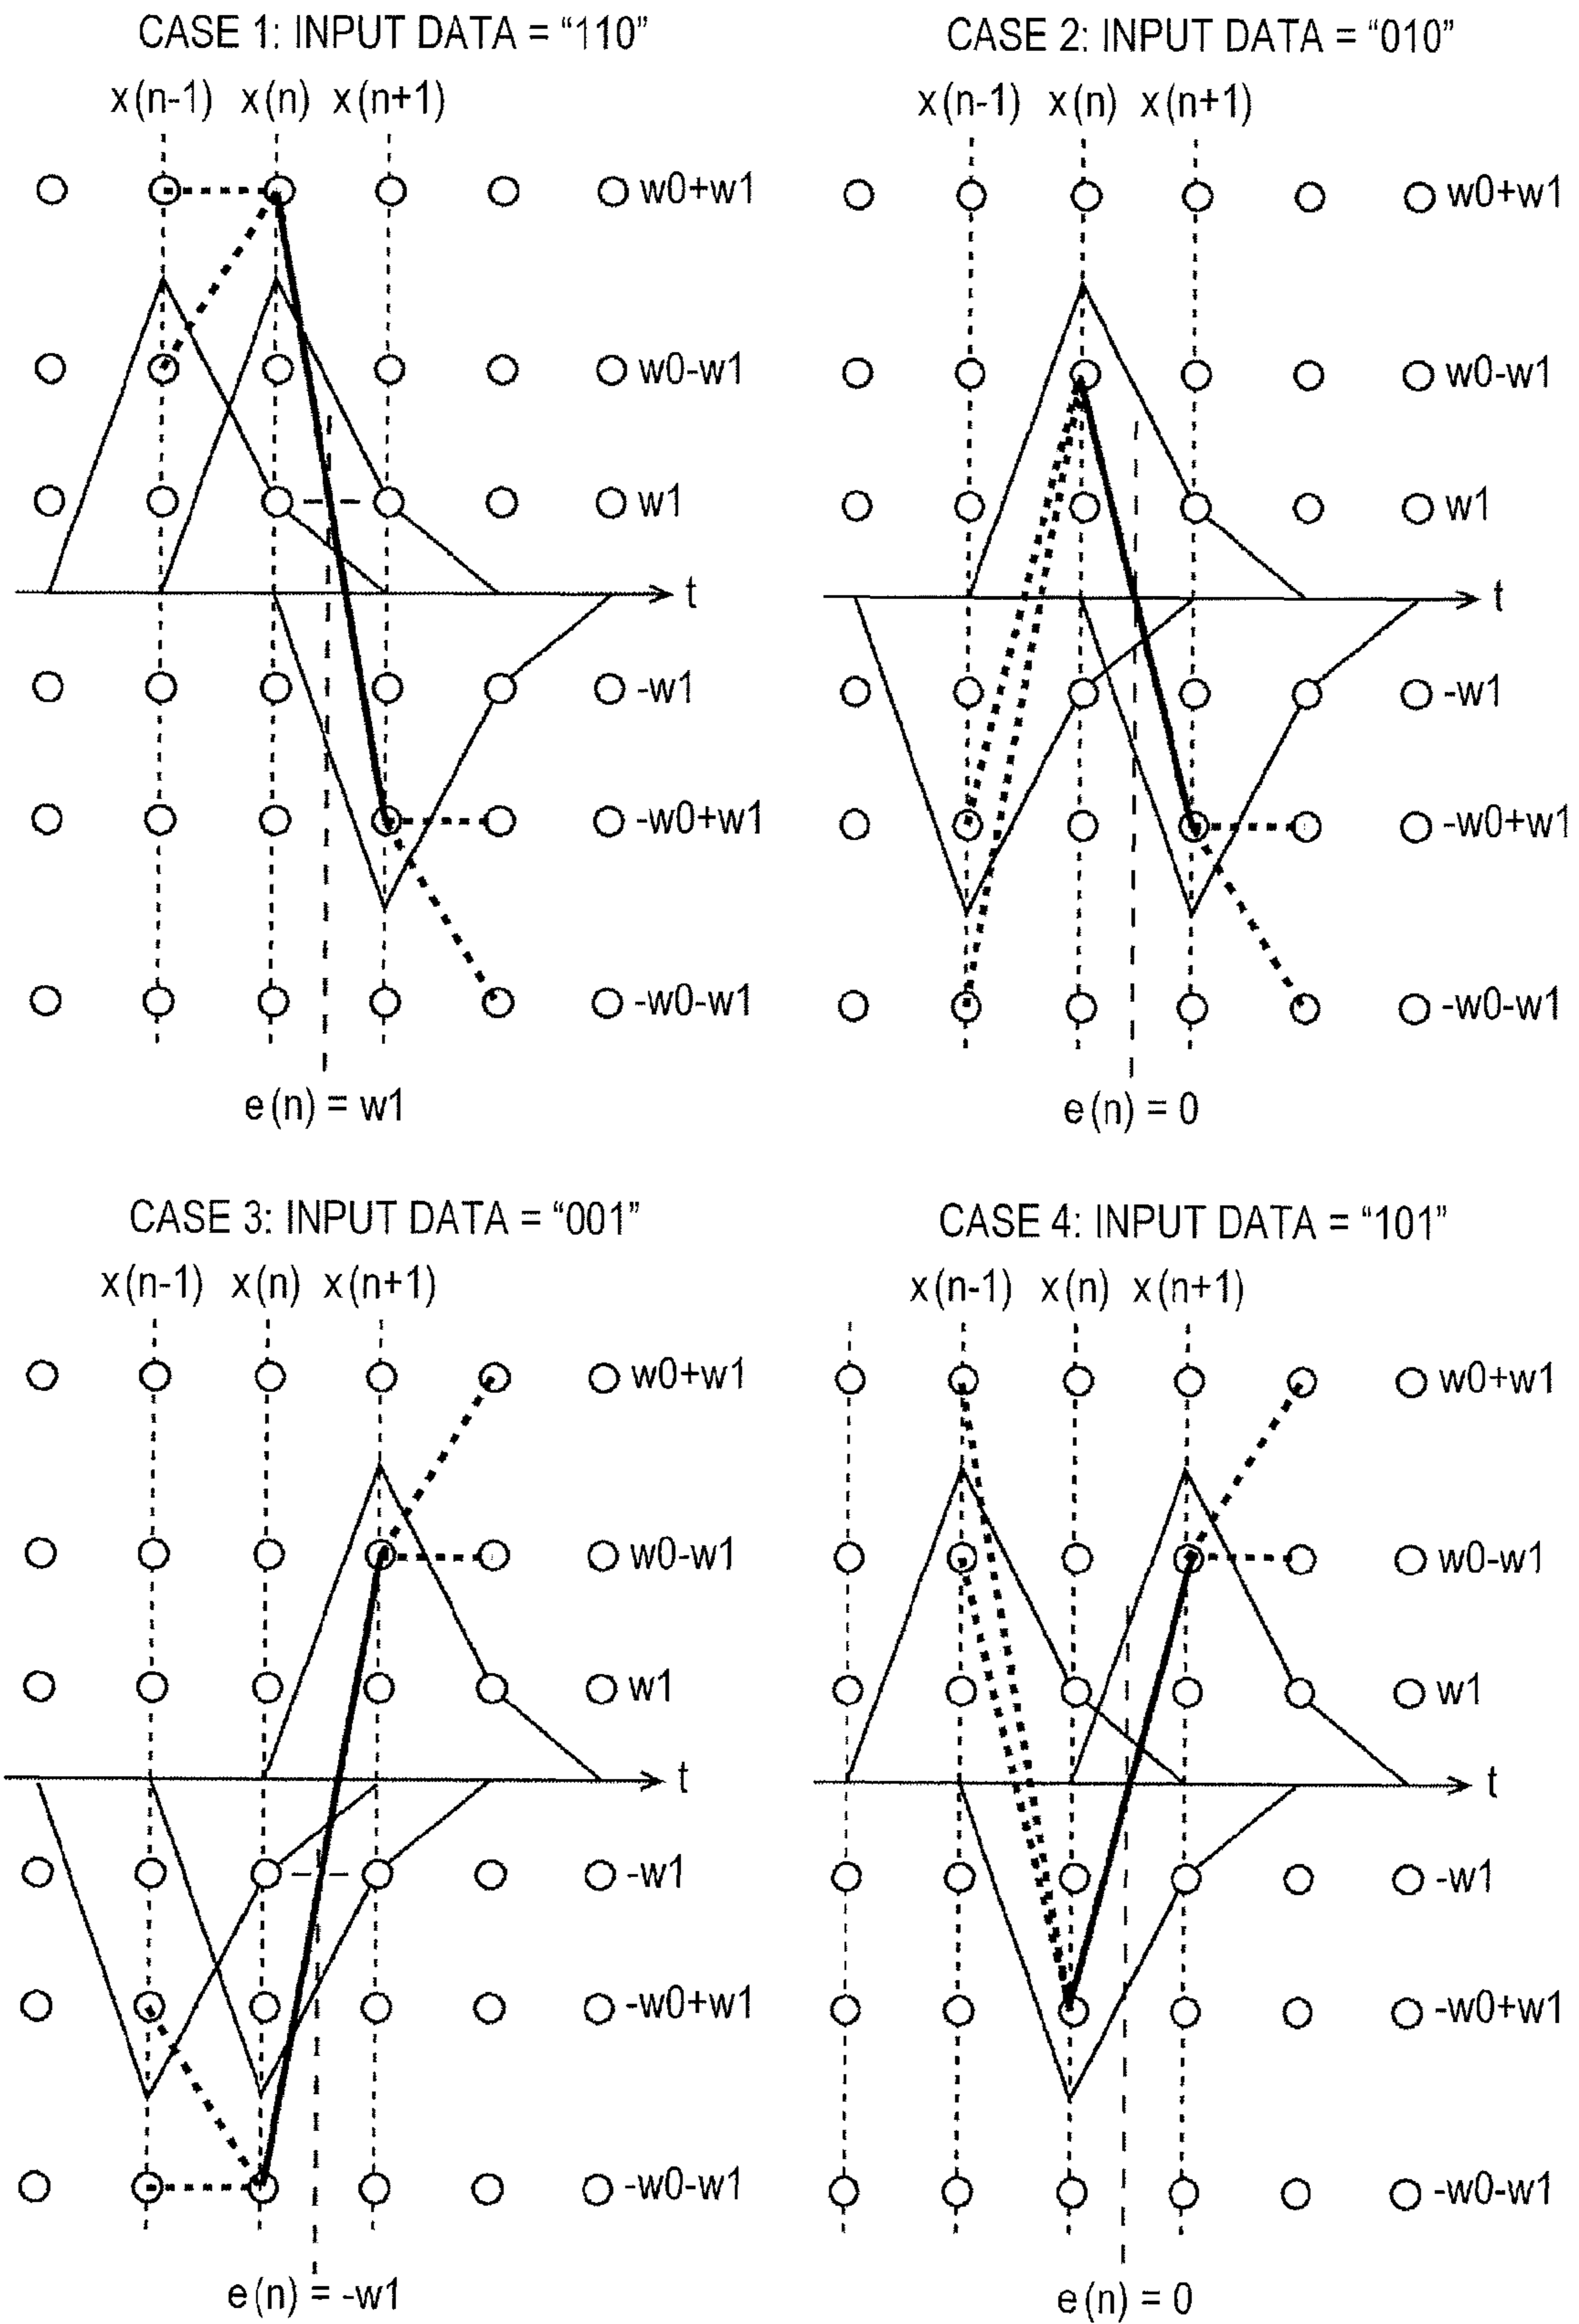 CASE 1: INPUT DATA = “110”
x(n-1) x(n) x(n+1)
w0+w1
w0-w1
w1
t
-w1
-w0+w1
-w0-w1
e(n) = w1
CASE 2: INPUT DATA = “010”
x(n-1) x(n) x(n+1)
w0+w1
w0-w1
w1
t
-w1
-w0+w1
-w0-w1
e(n) = 0
CASE 3: INPUT DATA = “001”
x(n-1) x(n) x(n+1)
w0+w1
w0-w1
w1
t
-w1
-w0+w1
-w0-w1
e(n) = -w1
CASE 4: INPUT DATA = “101”
x(n-1) x(n) x(n+1)
w0+w1
w0-w1
w1
t
-w1
-w0+w1
-w0-w1
e(n) = 0